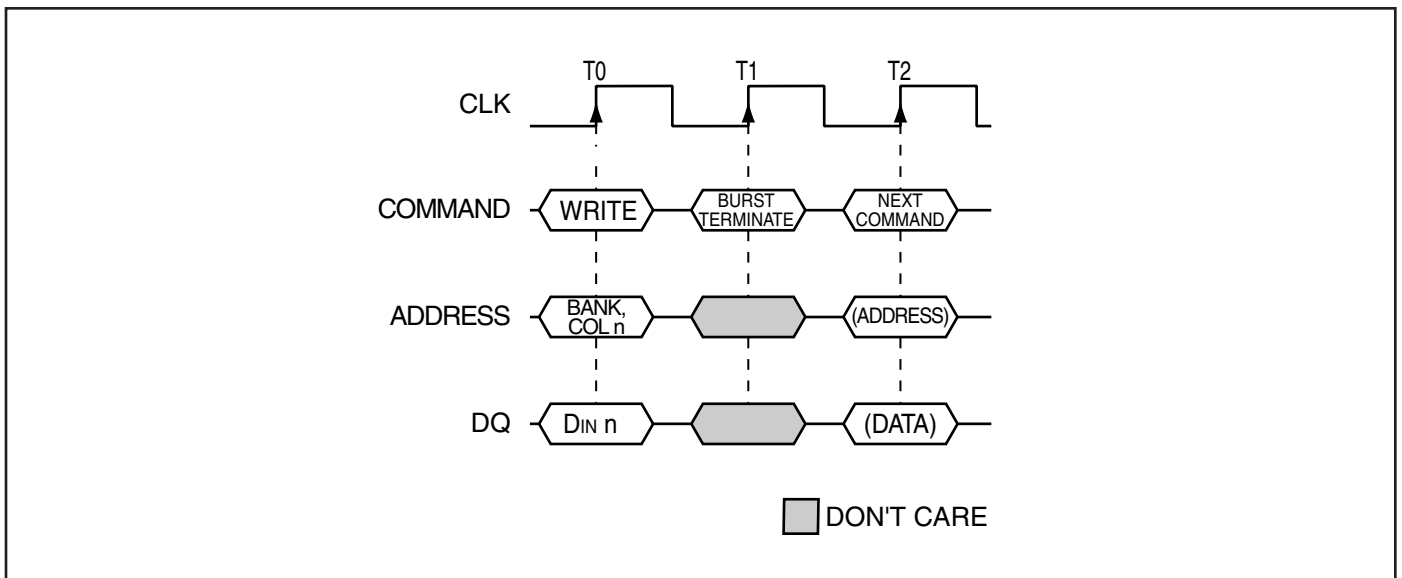 T0 T1 T2
CLK
COMMAND WRITE BURST TERMINATE NEXT COMMAND
ADDRESS BANK, COL n (ADDRESS)
DQ DIN n (DATA)
DON'T CARE